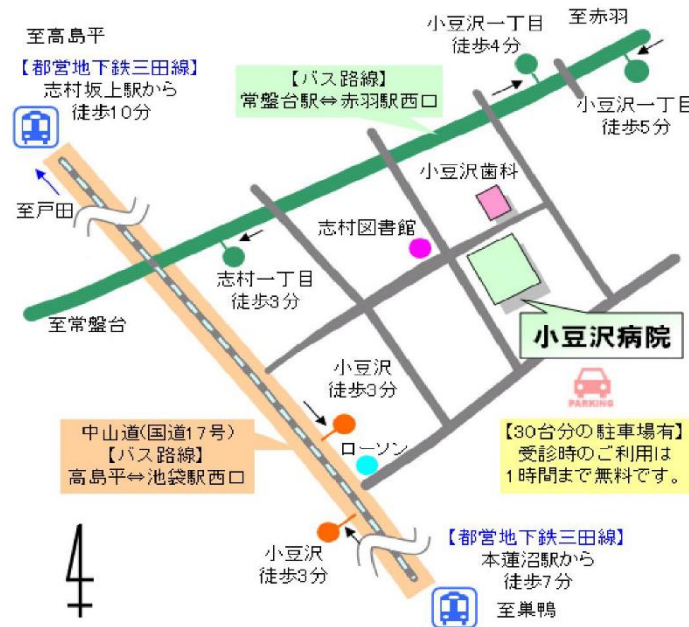 至高島平
【都営地下鉄三田線】
志村坂上駅から
徒歩10分
至戸田
至常盤台
【バス路線】
常盤台駅⇔赤羽駅西口
小豆沢一丁目
徒歩4分
至赤羽
小豆沢一丁目
徒歩5分
小豆沢歯科
志村図書館
志村一丁目
徒歩3分
小豆沢病院
PARKING
小豆沢
徒歩3分
ローソン
中山道(国道17号)
【バス路線】
高島平⇔池袋駅西口
【30台分の駐車場有】
受診時のご利用は
1時間まで無料です。
小豆沢
徒歩3分
【都営地下鉄三田線】
本蓮沼駅から
徒歩7分
至巣鴨